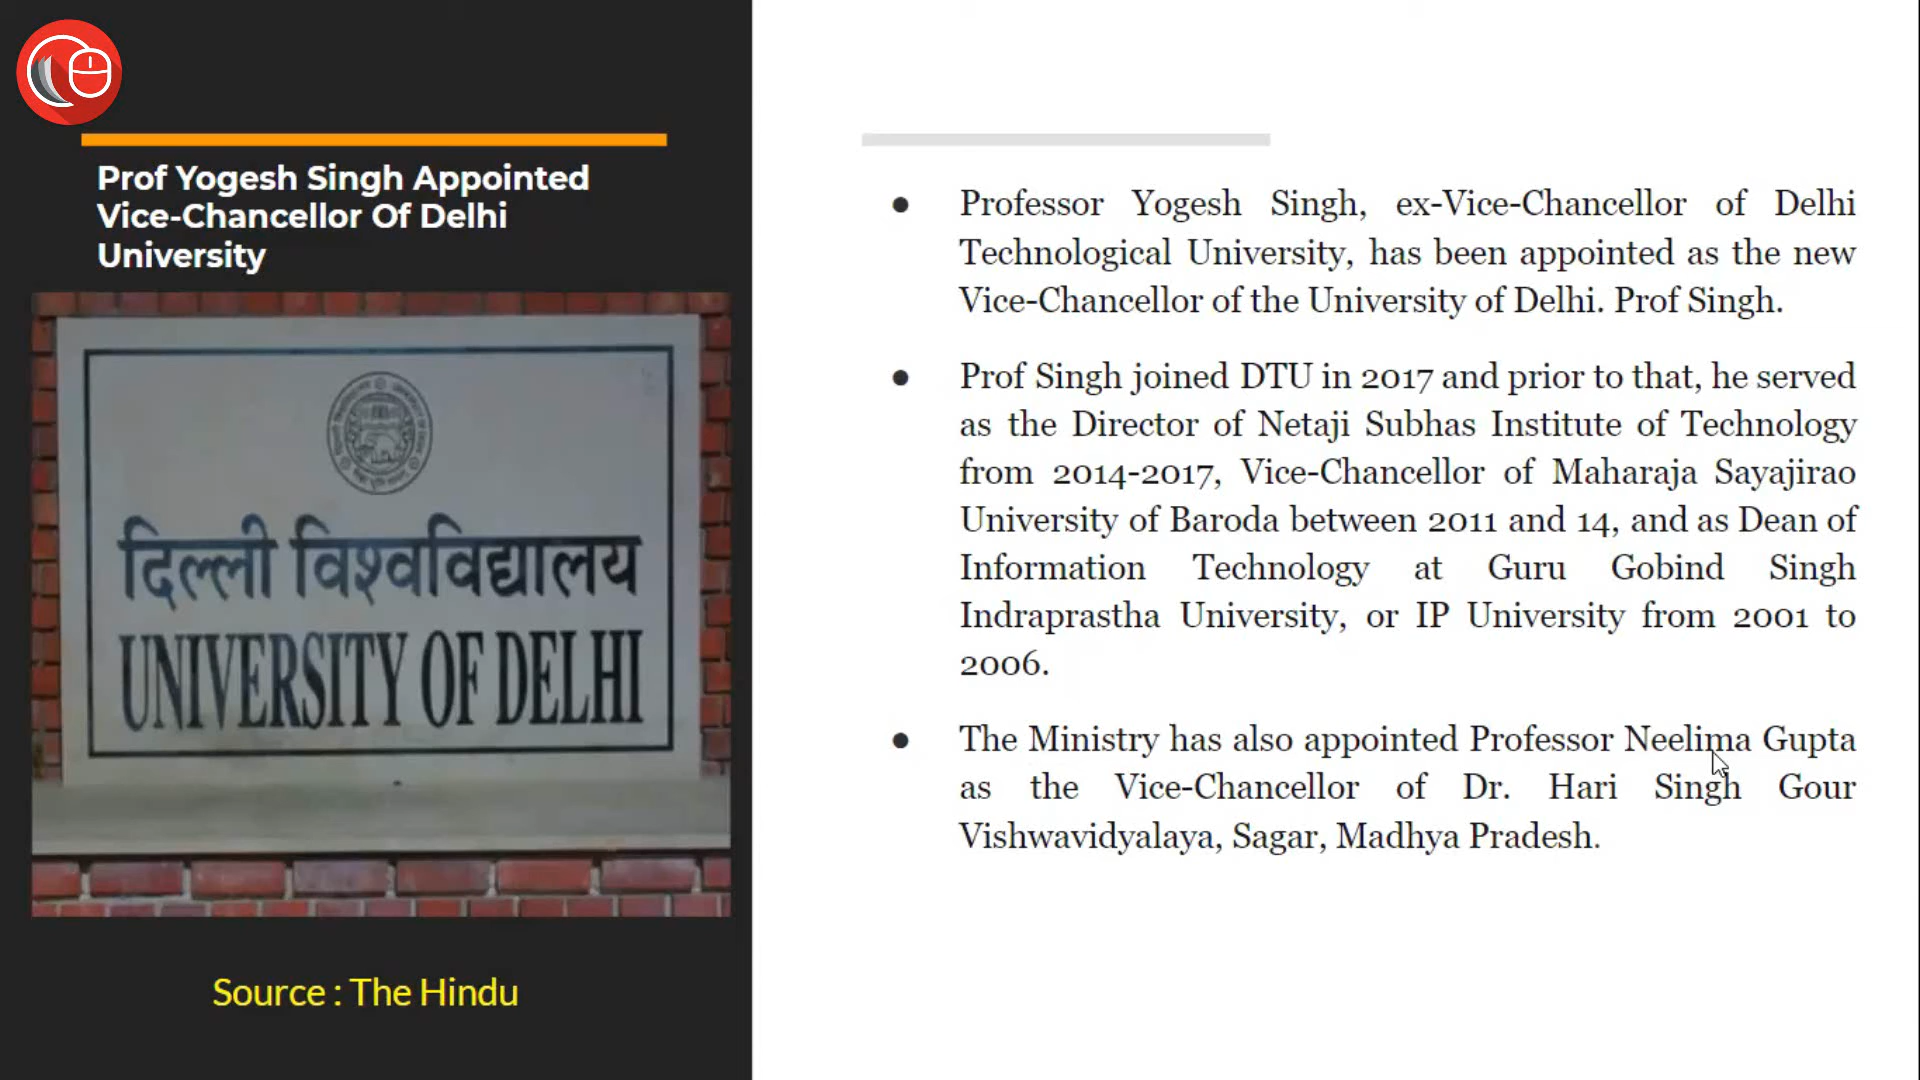 Prof Yogesh Singh Appointed
Vice-Chancellor Of Delhi
University
दिल्ली विश्वविद्यालय
UNIVERSITY OF DELHI
Source : The Hindu
● Professor Yogesh Singh, ex-Vice-Chancellor of Delhi
Technological University, has been appointed as the new
Vice-Chancellor of the University of Delhi. Prof Singh.
● Prof Singh joined DTU in 2017 and prior to that, he served
as the Director of Netaji Subhas Institute of Technology
from 2014-2017, Vice-Chancellor of Maharaja Sayajirao
University of Baroda between 2011 and 14, and as Dean of
Information Technology at Guru Gobind Singh
Indraprastha University, or IP University from 2001 to
2006.
● The Ministry has also appointed Professor Neelima Gupta
as the Vice-Chancellor of Dr. Hari Singh Gour
Vishwavidyalaya, Sagar, Madhya Pradesh.